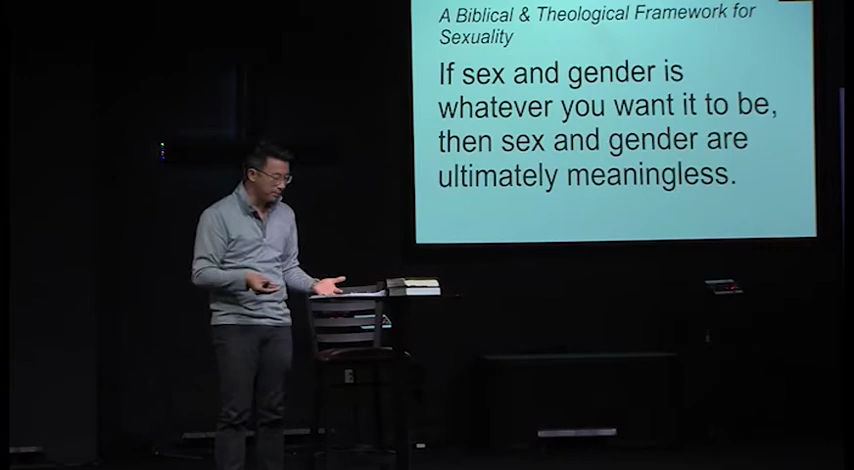 A Biblical & Theological Framework for
Sexuality
If sex and gender is
whatever you want it to be,
then sex and gender are
ultimately meaningless.